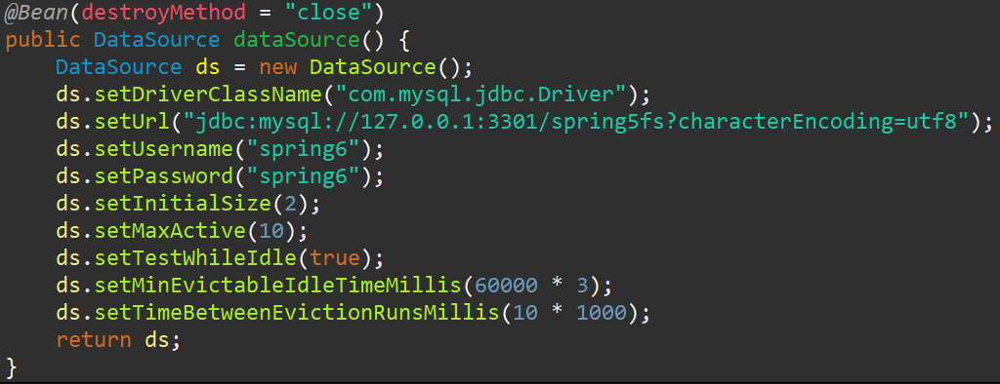 @Bean(destroyMethod = "close")
public DataSource dataSource() {
    DataSource ds = new DataSource();
    ds.setDriverClassName("com.mysql.jdbc.Driver");
    ds.setUrl("jdbc:mysql://127.0.0.1:3301/spring5fs?characterEncoding=utf8");
    ds.setUsername("spring6");
    ds.setPassword("spring6");
    ds.setInitialSize(2);
    ds.setMaxActive(10);
    ds.setTestWhileIdle(true);
    ds.setMinEvictableIdleTimeMillis(60000 * 3);
    ds.setTimeBetweenEvictionRunsMillis(10 * 1000);
    return ds;
}